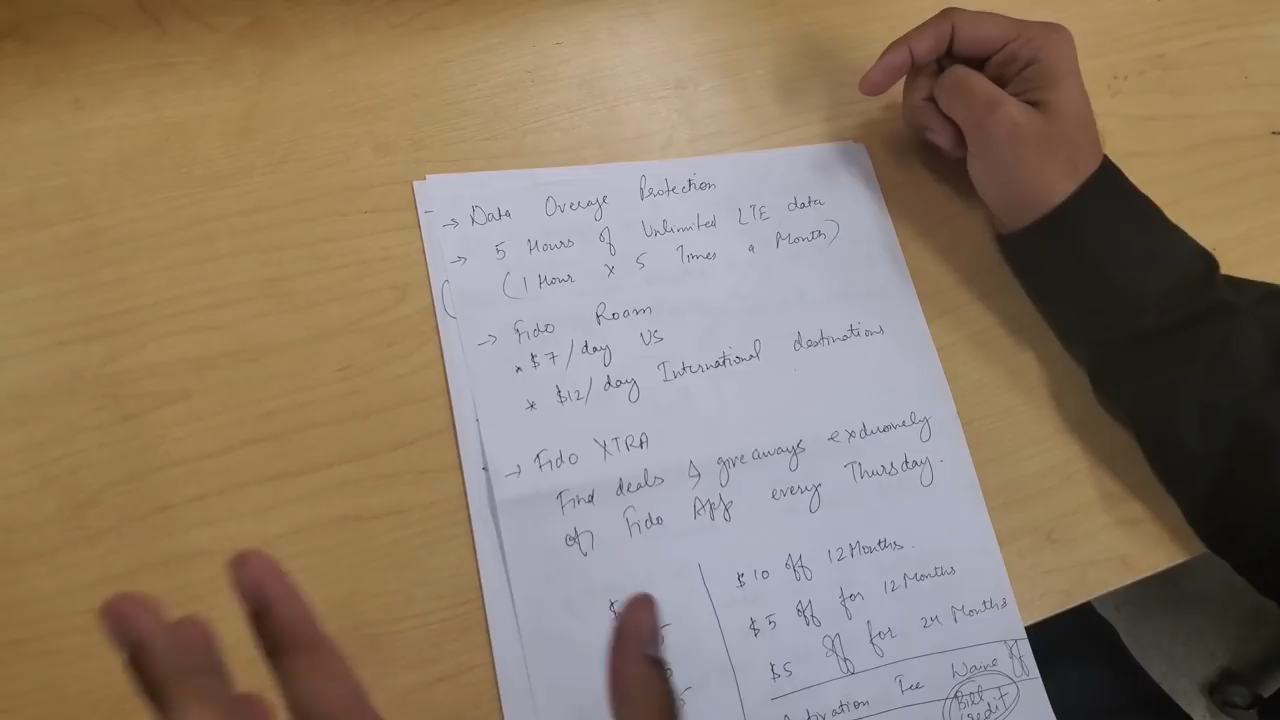 → Data Overage Protection
→ 5 Hours of Unlimited LTE data
(1 Hour x 5 Times a Month)
→ Fido Roam
* $7/day US
* $12/day International destinations
→ Fido XTRA
Find deals & giveaways exclusively
on Fido App every Thursday.
$10 off 12 Months.
$5 off for 12 Months
$5 off for 24 Months
Activation Fee Waive off
Bill
Credit